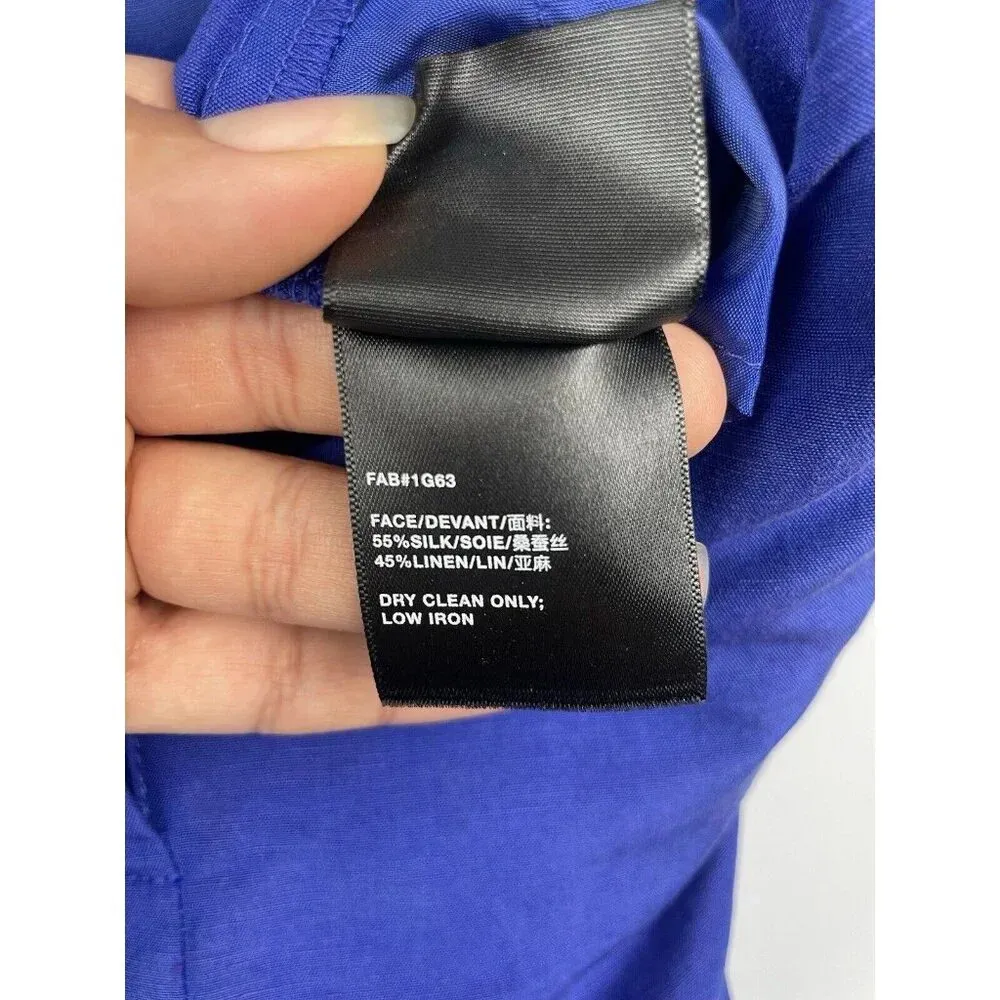 FAB#1G63
FACE/DEVANT/面料:
55%SILK/SOIE/桑蚕丝
45%LINEN/LIN/亚麻
DRY CLEAN ONLY;
LOW IRON